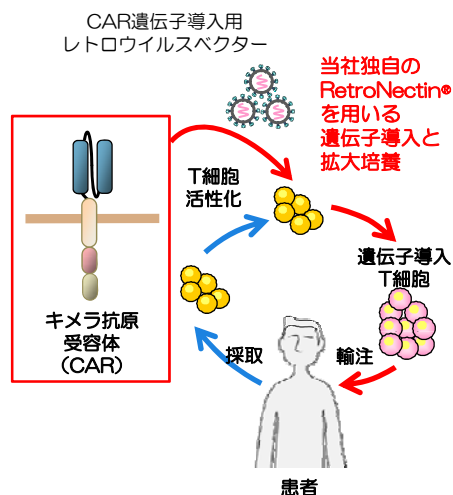 CAR遺伝子導入用
レトロウイルスベクター
当社独自の
RetroNectin®
を用いる
遺伝子導入と
拡大培養
T細胞
活性化
遺伝子導入
T細胞
キメラ抗原
受容体
（CAR）
採取
輸注
患者